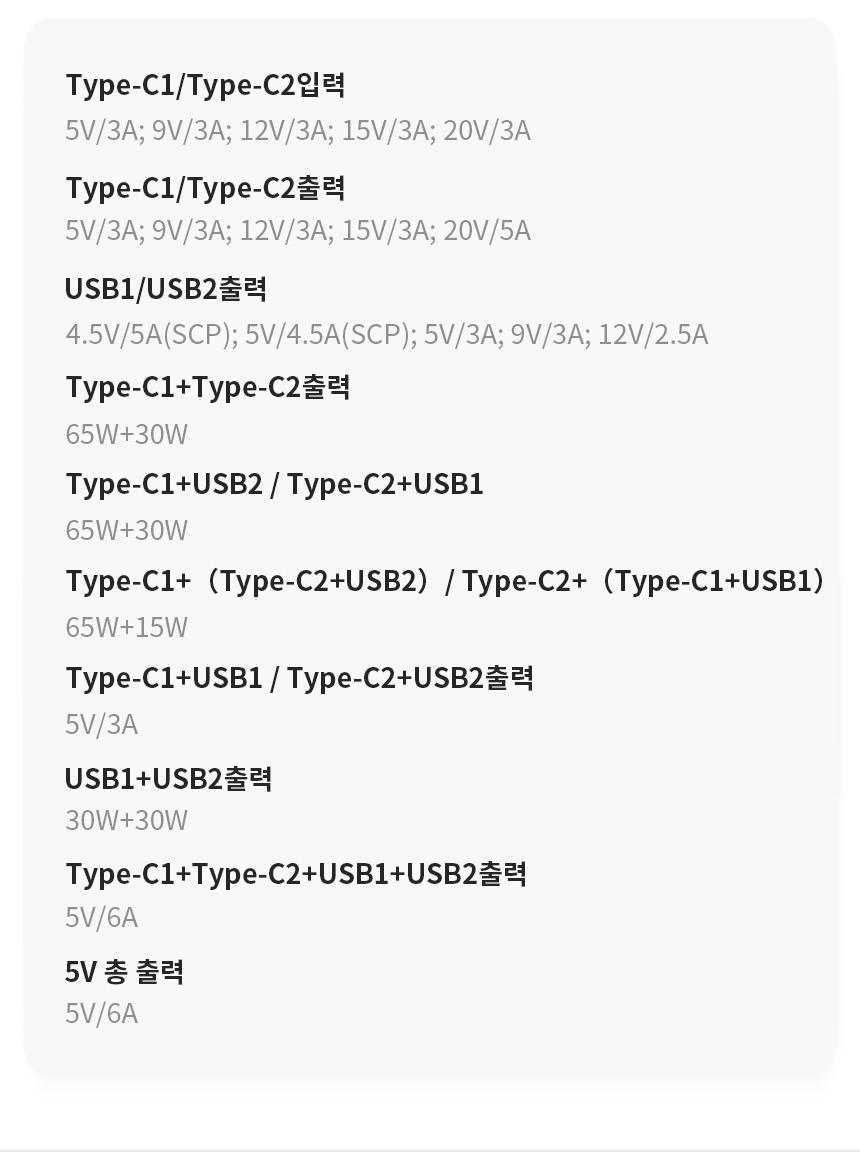 Type-C1/Type-C2입력
5V/3A; 9V/3A; 12V/3A; 15V/3A; 20V/3A
Type-C1/Type-C2출력
5V/3A; 9V/3A; 12V/3A; 15V/3A; 20V/5A
USB1/USB2출력
4.5V/5A(SCP); 5V/4.5A(SCP); 5V/3A; 9V/3A; 12V/2.5A
Type-C1+Type-C2출력
65W+30W
Type-C1+USB2 / Type-C2+USB1
65W+30W
Type-C1+（Type-C2+USB2）/ Type-C2+（Type-C1+USB1）
65W+15W
Type-C1+USB1 / Type-C2+USB2출력
5V/3A
USB1+USB2출력
30W+30W
Type-C1+Type-C2+USB1+USB2출력
5V/6A
5V 총 출력
5V/6A